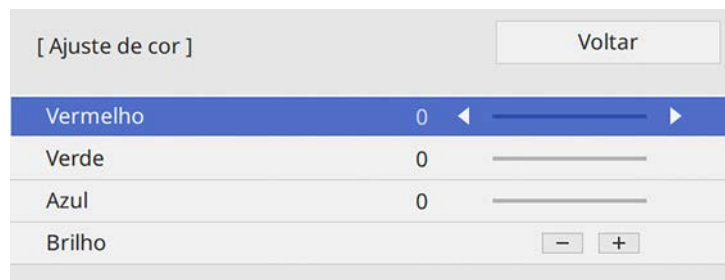 [ Ajuste de cor ] Voltar
Vermelho 0
Verde 0
Azul 0
Brilho − +